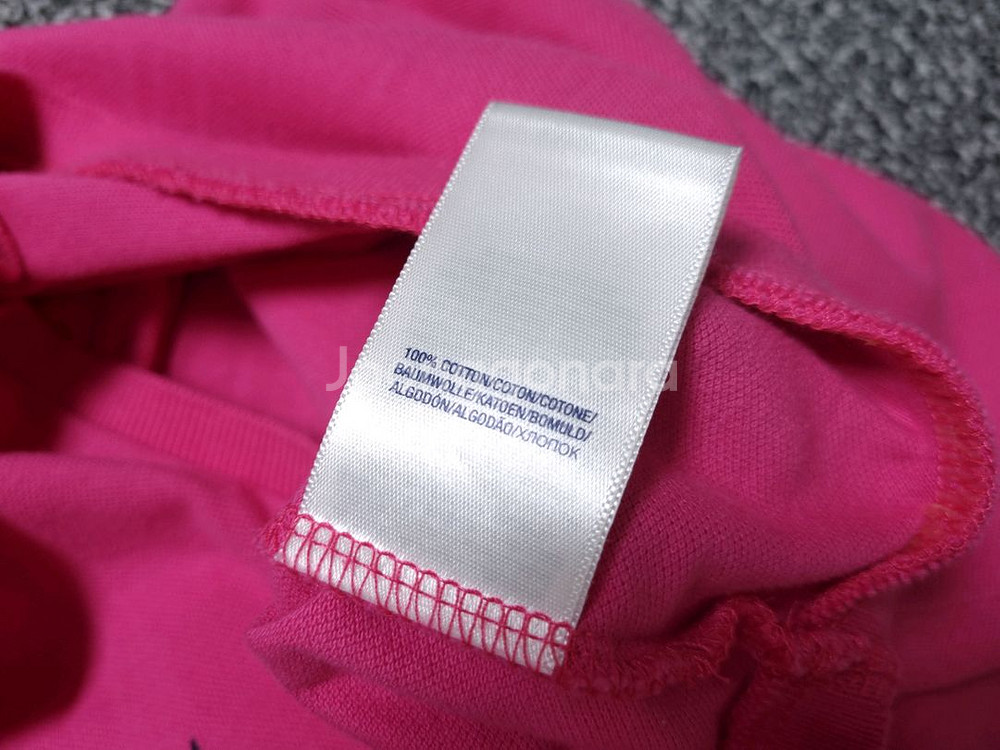 100% COTTON/COTON/COTONE/
BAUMWOLLE/KATOEN/BOMULD/
ALGODÓN/ALGODÃO/ХЛОПОК